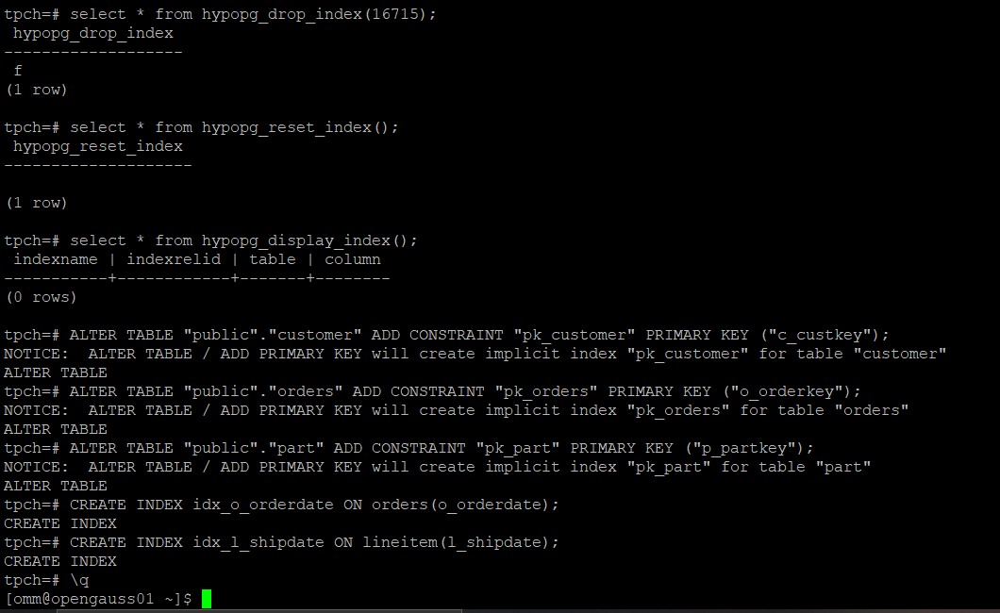 tpch=# select * from hypopg_drop_index(16715);
 hypopg_drop_index
-------------------
 f
(1 row)
tpch=# select * from hypopg_reset_index();
 hypopg_reset_index
--------------------
(1 row)
tpch=# select * from hypopg_display_index();
 indexname | indexrelid | table | column
-----------+------------+-------+--------
(0 rows)
tpch=# ALTER TABLE "public"."customer" ADD CONSTRAINT "pk_customer" PRIMARY KEY ("c_custkey");
NOTICE:  ALTER TABLE / ADD PRIMARY KEY will create implicit index "pk_customer" for table "customer"
ALTER TABLE
tpch=# ALTER TABLE "public"."orders" ADD CONSTRAINT "pk_orders" PRIMARY KEY ("o_orderkey");
NOTICE:  ALTER TABLE / ADD PRIMARY KEY will create implicit index "pk_orders" for table "orders"
ALTER TABLE
tpch=# ALTER TABLE "public"."part" ADD CONSTRAINT "pk_part" PRIMARY KEY ("p_partkey");
NOTICE:  ALTER TABLE / ADD PRIMARY KEY will create implicit index "pk_part" for table "part"
ALTER TABLE
tpch=# CREATE INDEX idx_o_orderdate ON orders(o_orderdate);
CREATE INDEX
tpch=# CREATE INDEX idx_l_shipdate ON lineitem(l_shipdate);
CREATE INDEX
tpch=# \q
[omm@opengauss01 ~]$